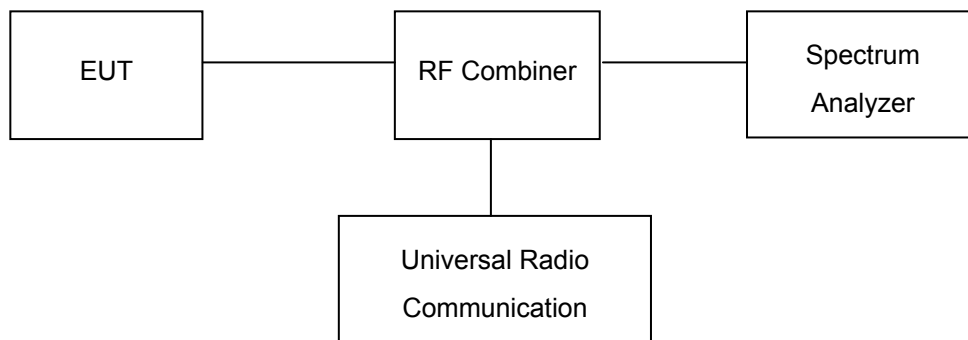 EUT
RF Combiner
Spectrum
Analyzer
Universal Radio
Communication